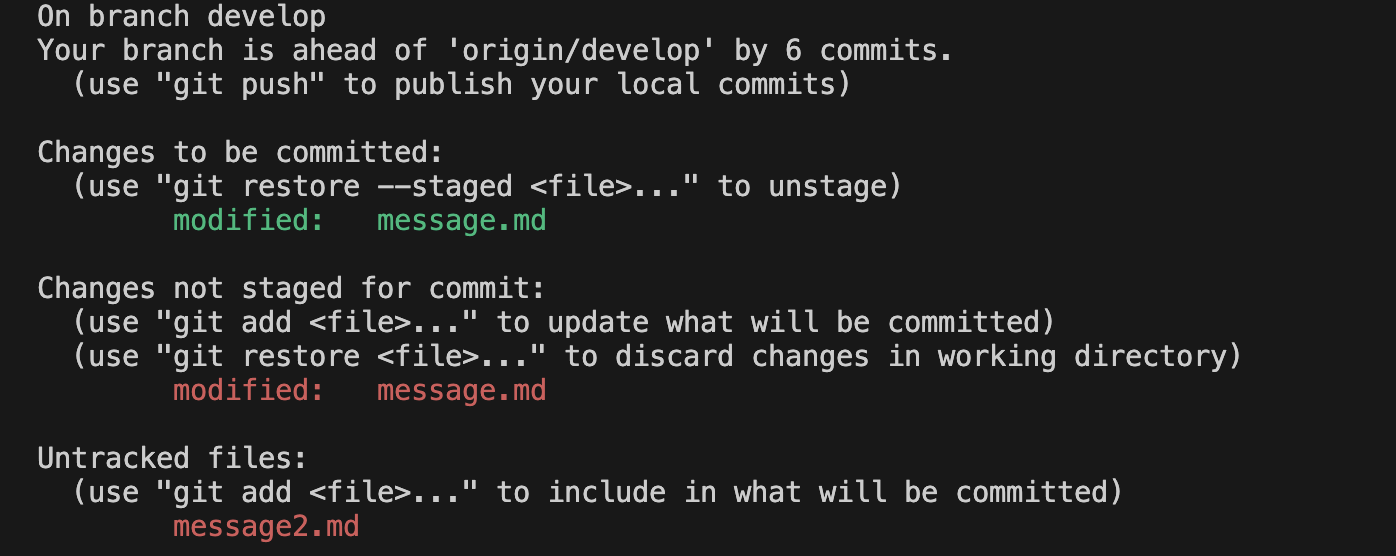 On branch develop
Your branch is ahead of 'origin/develop' by 6 commits.
  (use "git push" to publish your local commits)

Changes to be committed:
  (use "git restore --staged <file>..." to unstage)
        modified:   message.md

Changes not staged for commit:
  (use "git add <file>..." to update what will be committed)
  (use "git restore <file>..." to discard changes in working directory)
        modified:   message.md

Untracked files:
  (use "git add <file>..." to include in what will be committed)
        message2.md